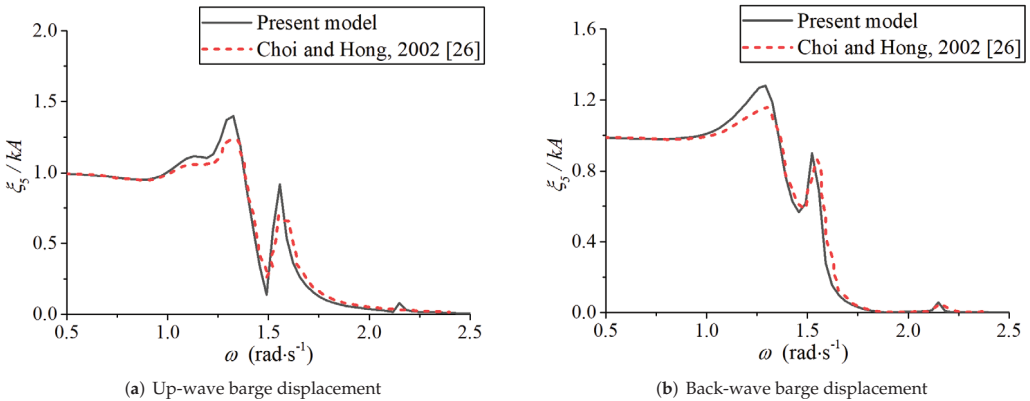 Present model
Choi and Hong, 2002 [26]
2.0
1.5
1.0
0.5
0.0
ξ5 / kA
0.5 1.0 1.5 2.0 2.5
ω (rad·s-1)
(a) Up-wave barge displacement
Present model
Choi and Hong, 2002 [26]
1.6
1.2
0.8
0.4
0.0
ξ5 / kA
0.5 1.0 1.5 2.0 2.5
ω (rad·s-1)
(b) Back-wave barge displacement